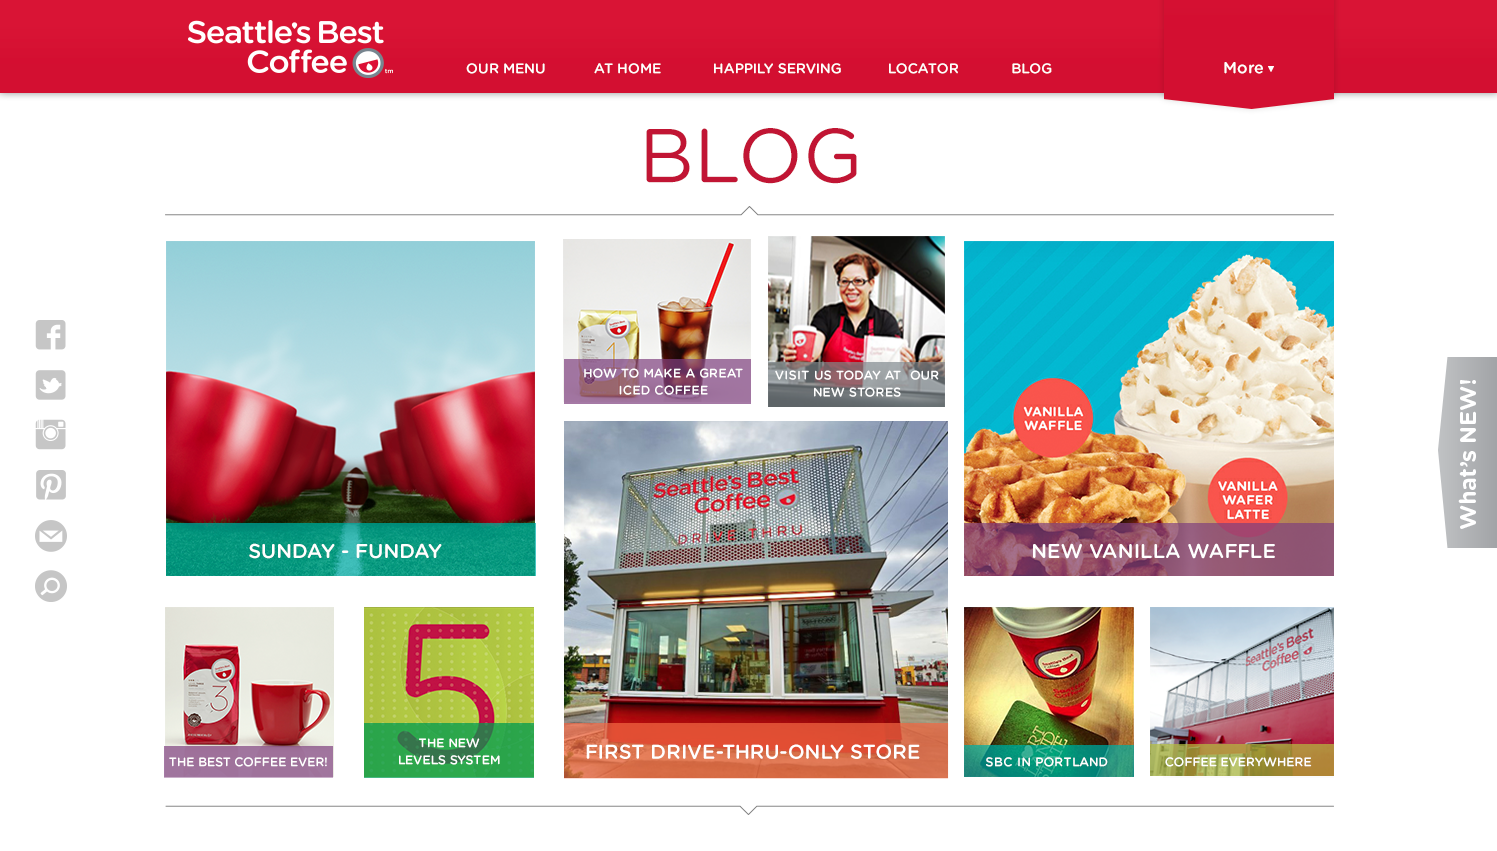 Seattle's Best
Coffee
tm
OUR MENU
AT HOME
HAPPILY SERVING
LOCATOR
BLOG
More
BLOG
SUNDAY - FUNDAY
HOW TO MAKE A GREAT
ICED COFFEE
VISIT US TODAY AT OUR
NEW STORES
VANILLA
WAFFLE
VANILLA
WAFER
LATTE
NEW VANILLA WAFFLE
What's NEW!
Seattle's Best
Coffee
DRIVE THRU
FIRST DRIVE-THRU-ONLY STORE
3
THE BEST COFFEE EVER!
5
THE NEW
LEVELS SYSTEM
Seattle's Best
Coffee
SBC IN PORTLAND
Seattle's Best
Coffee
COFFEE EVERYWHERE